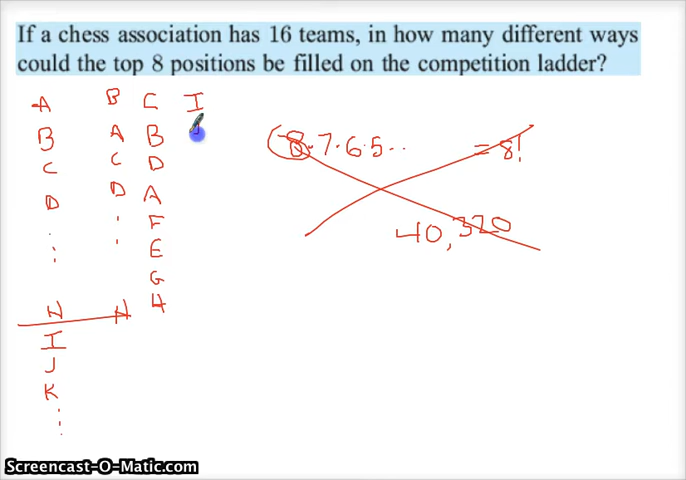 If a chess association has 16 teams, in how many different ways
could the top 8 positions be filled on the competition ladder?
A B C I
B A B
C C D
D D A
F
E
G
H H H
I
J
K
8·7·6·5·· = 8!
40,320
Screencast-O-Matic.com